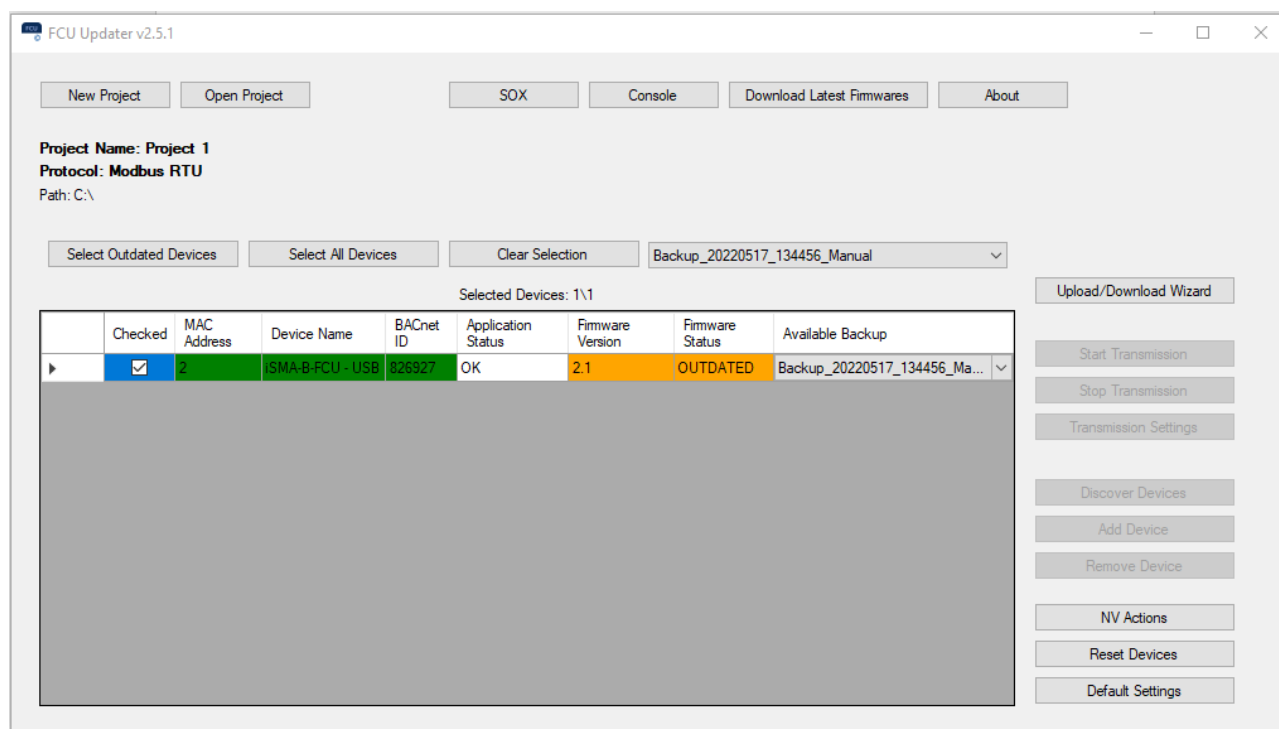 FCU
FCU Updater v2.5.1
New Project
Open Project
SOX
Console
Download Latest Firmwares
About
Project Name: Project 1
Protocol: Modbus RTU
Path: C:\
Select Outdated Devices
Select All Devices
Clear Selection
Backup_20220517_134456_Manual
Selected Devices: 1\1
Upload/Download Wizard
Checked
MAC
Address
Device Name
BACnet
ID
Application
Status
Firmware
Version
Firmware
Status
Available Backup
2
iSMA-B-FCU - USB
826927
OK
2.1
OUTDATED
Backup_20220517_134456_Ma...
Start Transmission
Stop Transmission
Transmission Settings
Discover Devices
Add Device
Remove Device
NV Actions
Reset Devices
Default Settings